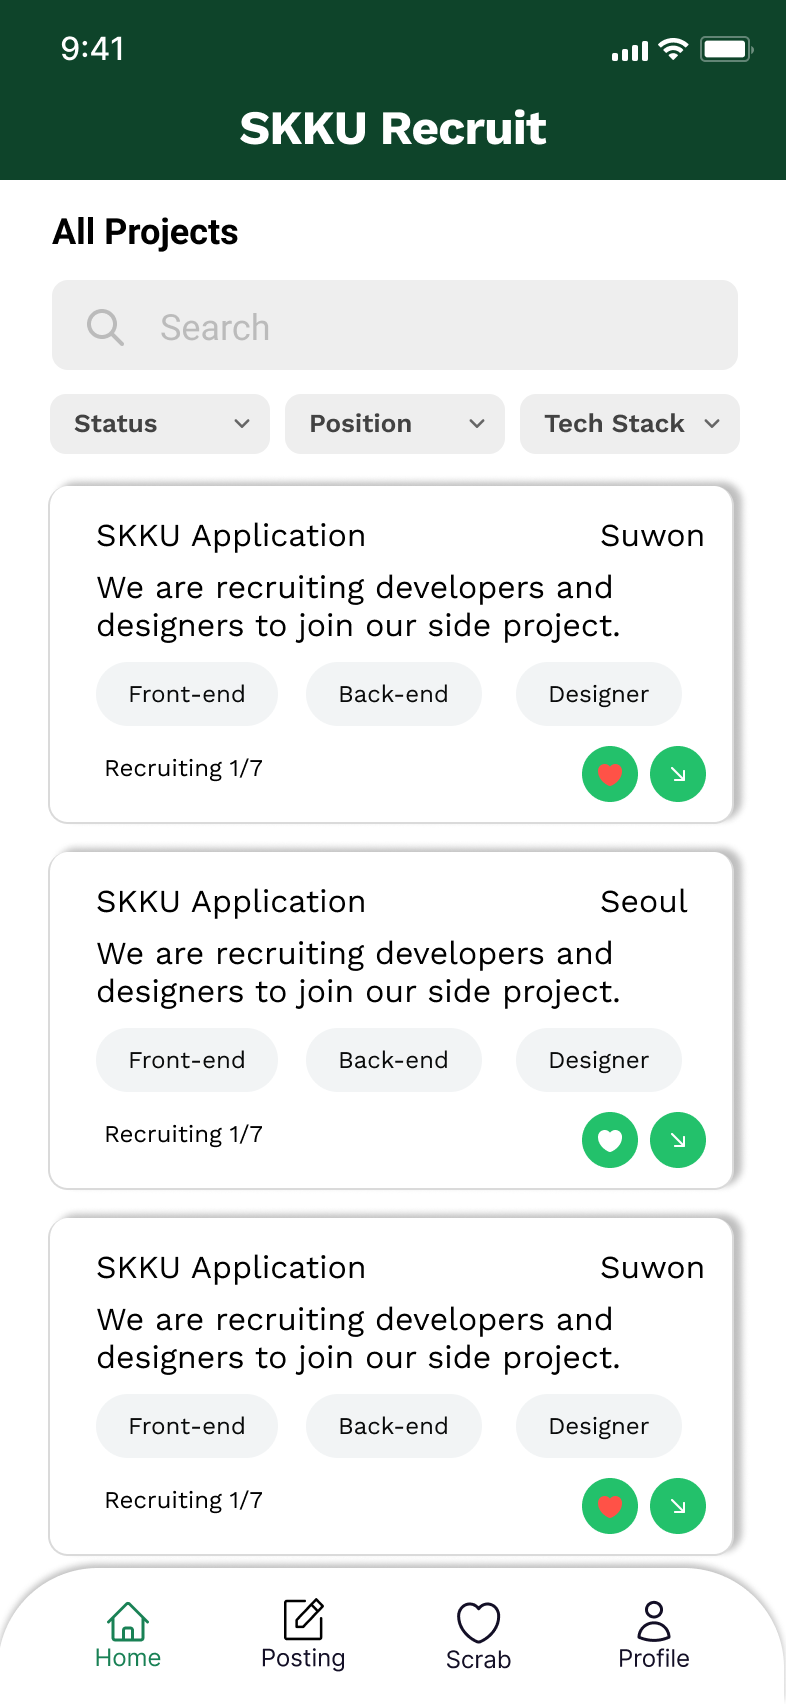 9:41
SKKU Recruit
All Projects
Search
Status
Position
Tech Stack
SKKU Application
Suwon
We are recruiting developers and
designers to join our side project.
Front-end
Back-end
Designer
Recruiting 1/7
SKKU Application
Seoul
We are recruiting developers and
designers to join our side project.
Front-end
Back-end
Designer
Recruiting 1/7
SKKU Application
Suwon
We are recruiting developers and
designers to join our side project.
Front-end
Back-end
Designer
Recruiting 1/7
Home
Posting
Scrab
Profile